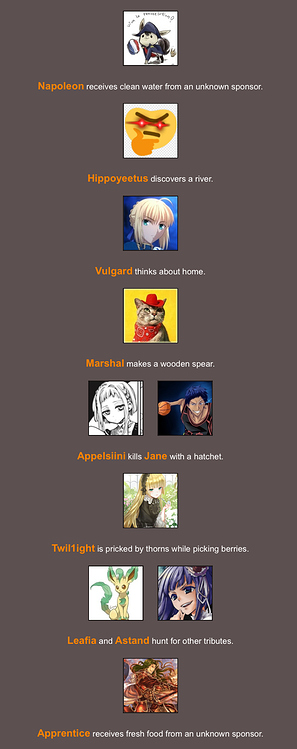 Napoleon receives clean water from an unknown sponsor.
Hippoyeetus discovers a river.
Vulgard thinks about home.
Marshal makes a wooden spear.
Appelsiini kills Jane with a hatchet.
Twil1ight is pricked by thorns while picking berries.
Leafia and Astand hunt for other tributes.
Apprentice receives fresh food from an unknown sponsor.